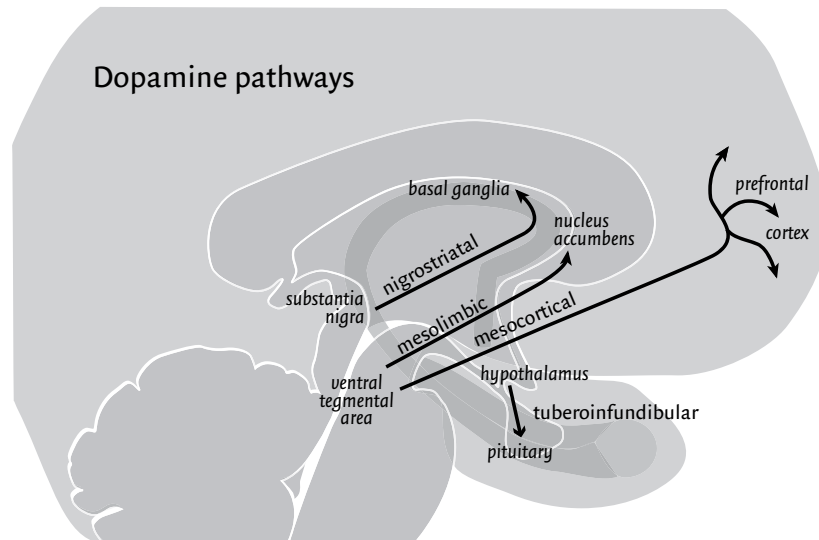 Dopamine pathways
basal ganglia
prefrontal
cortex
nucleus
accumbens
nigrostriatal
substantia
nigra
mesolimbic
mesocortical
ventral
tegmental
area
hypothalamus
tuberoinfundibular
pituitary